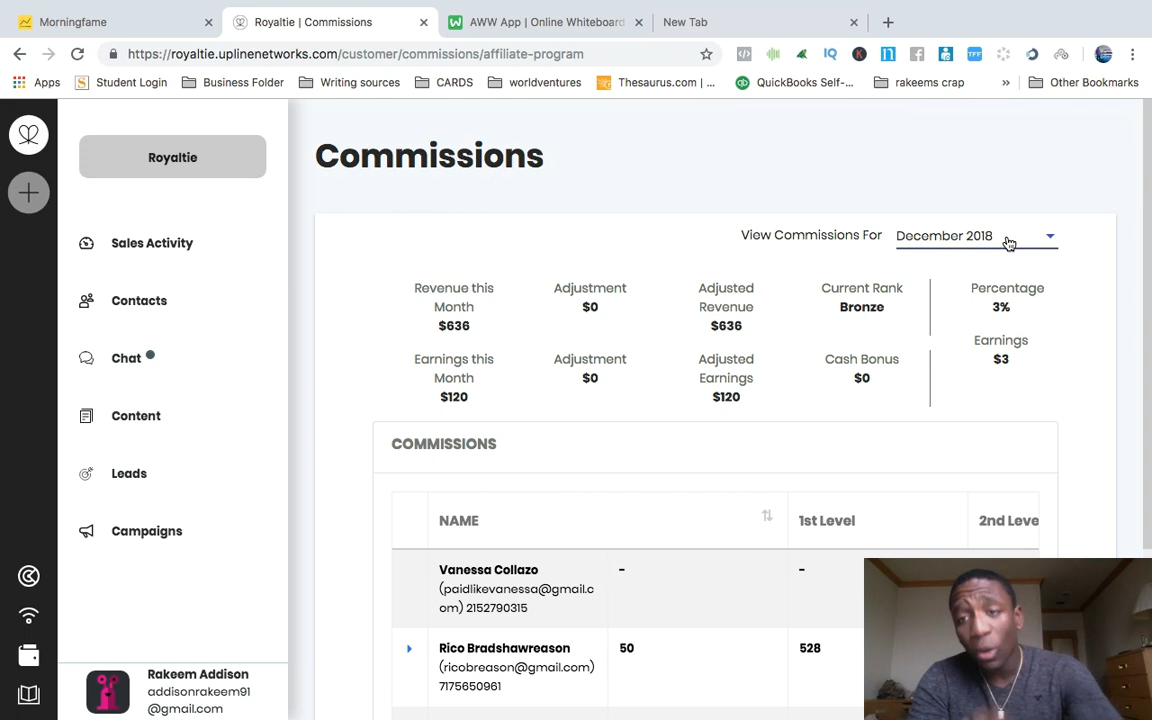 Morningfame
Royaltie | Commissions
AWW App | Online Whiteboard
New Tab
https://royaltie.uplinenetworks.com/customer/commissions/affiliate-program
Apps
Student Login
Business Folder
Writing sources
CARDS
worldventures
Thesaurus.com | ...
QuickBooks Self-...
rakeems crap
»
Other Bookmarks
Royaltie
Sales Activity
Contacts
Chat
Content
Leads
Campaigns
Rakeem Addison
addisonrakeem91
@gmail.com
Commissions
View Commissions For December 2018
Revenue this
Month
$636
Adjustment
$0
Adjusted
Revenue
$636
Current Rank
Bronze
Percentage
3%
Earnings this
Month
$120
Adjustment
$0
Adjusted
Earnings
$120
Cash Bonus
$0
Earnings
$3
COMMISSIONS
NAME 1st Level 2nd Leve
Vanessa Collazo - -
(paidlikevanessa@gmail.c
om) 2152790315
Rico Bradshawreason 50 528
(ricobreason@gmail.com)
7175650961